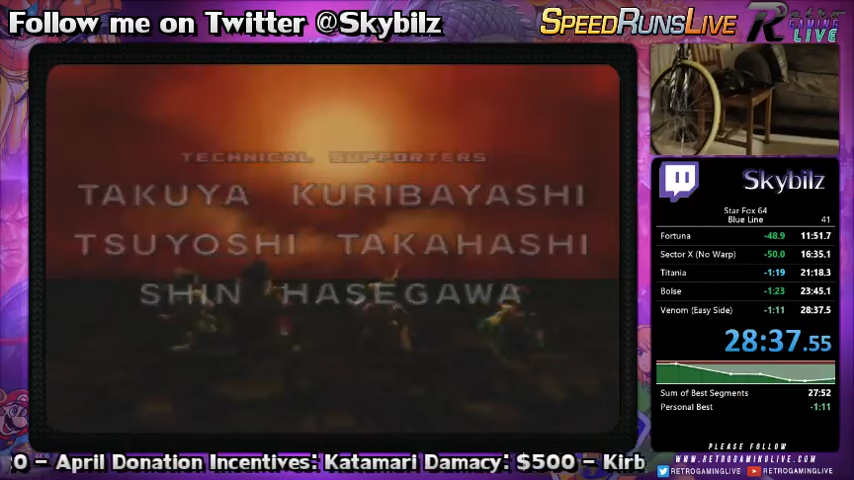 Follow me on Twitter @Skybilz
SPEEDRUNSLIVE
Retro
GAMING
LIVE
TECHNICAL SUPPORTERS
TAKUYA KURIBAYASHI
TSUYOSHI TAKAHASHI
SHIN HASEGAWA
Skybilz
Star Fox 64
Blue Line 41
Fortuna -48.9 11:51.7
Sector X (No Warp) -50.0 16:35.1
Titania -1:19 21:18.3
Bolse -1:23 23:45.1
Venom (Easy Side) -1:11 28:37.5
28:37.55
Sum of Best Segments 27:52
Personal Best -1:11
PLEASE FOLLOW
WWW.RETROGAMINGLIVE.COM
RETROGAMINGLIVE RETROGAMINGLIVE
0 – April Donation Incentives: Katamari Damacy: $500 – Kirb